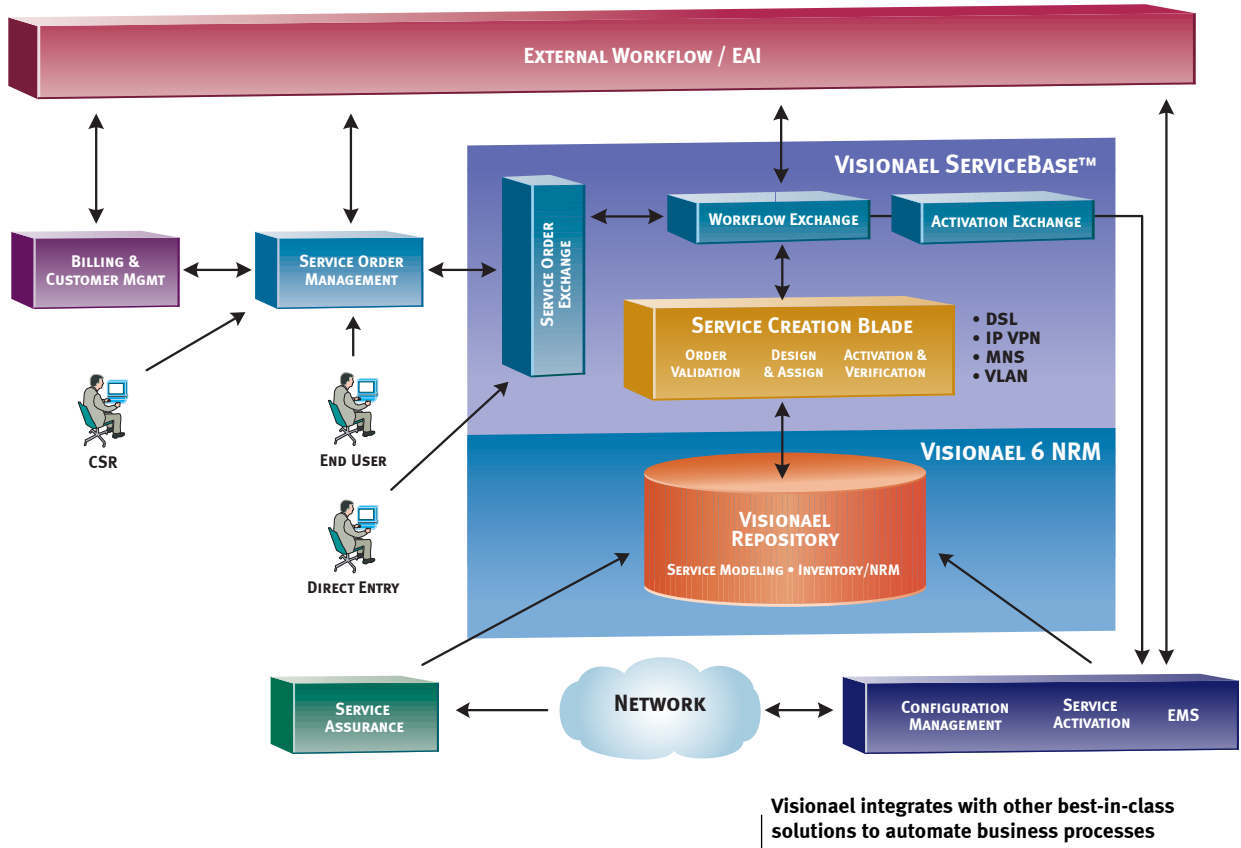 EXTERNAL WORKFLOW / EAI
VISIONAEL SERVICEBASE™
SERVICE ORDER
EXCHANGE
WORKFLOW EXCHANGE
ACTIVATION EXCHANGE
BILLING &
CUSTOMER MGMT
SERVICE ORDER
MANAGEMENT
SERVICE CREATION BLADE
ORDER
VALIDATION
DESIGN
& ASSIGN
ACTIVATION &
VERIFICATION
• DSL
• IP VPN
• MNS
• VLAN
CSR
END USER
DIRECT ENTRY
VISIONAEL 6 NRM
VISIONAEL
REPOSITORY
SERVICE MODELING • INVENTORY/NRM
SERVICE
ASSURANCE
NETWORK
CONFIGURATION
MANAGEMENT
SERVICE
ACTIVATION
EMS
Visionael integrates with other best-in-class
solutions to automate business processes